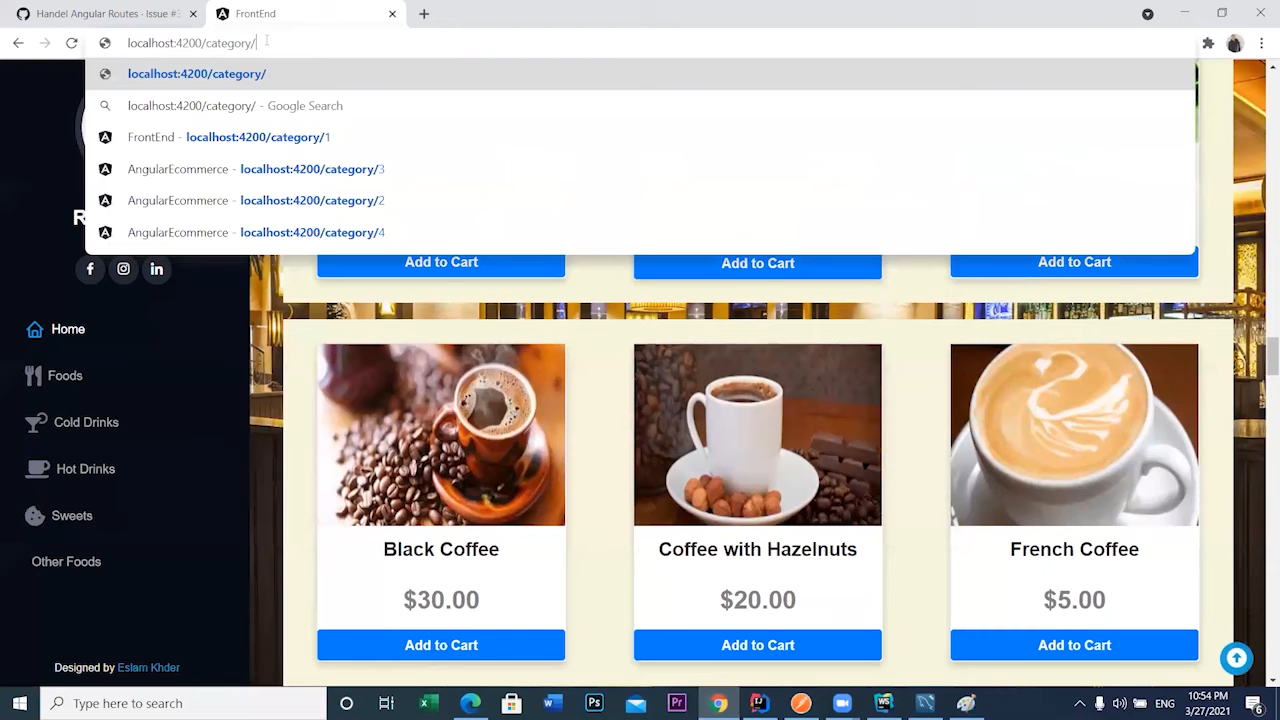 Handel Angular Routes · Issue #
FrontEnd
localhost:4200/category/
localhost:4200/category/
localhost:4200/category/ - Google Search
FrontEnd - localhost:4200/category/1
AngularEcommerce - localhost:4200/category/3
AngularEcommerce - localhost:4200/category/2
AngularEcommerce - localhost:4200/category/4
R
Add to Cart
Add to Cart
Add to Cart
Home
Foods
Cold Drinks
Hot Drinks
Sweets
Other Foods
Black Coffee
Coffee with Hazelnuts
French Coffee
$30.00
$20.00
$5.00
Add to Cart
Add to Cart
Add to Cart
Designed by Eslam Khder
Type here to search
ENG
10:54 PM
3/27/2021
6